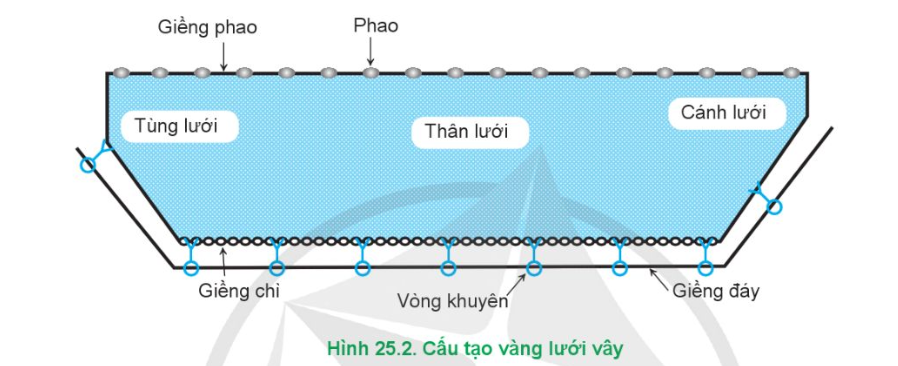 Giềng phao
Phao
Tùng lưới
Thân lưới
Cánh lưới
Giềng chì
Vòng khuyên
Giềng đáy
Hình 25.2. Cấu tạo vàng lưới vây